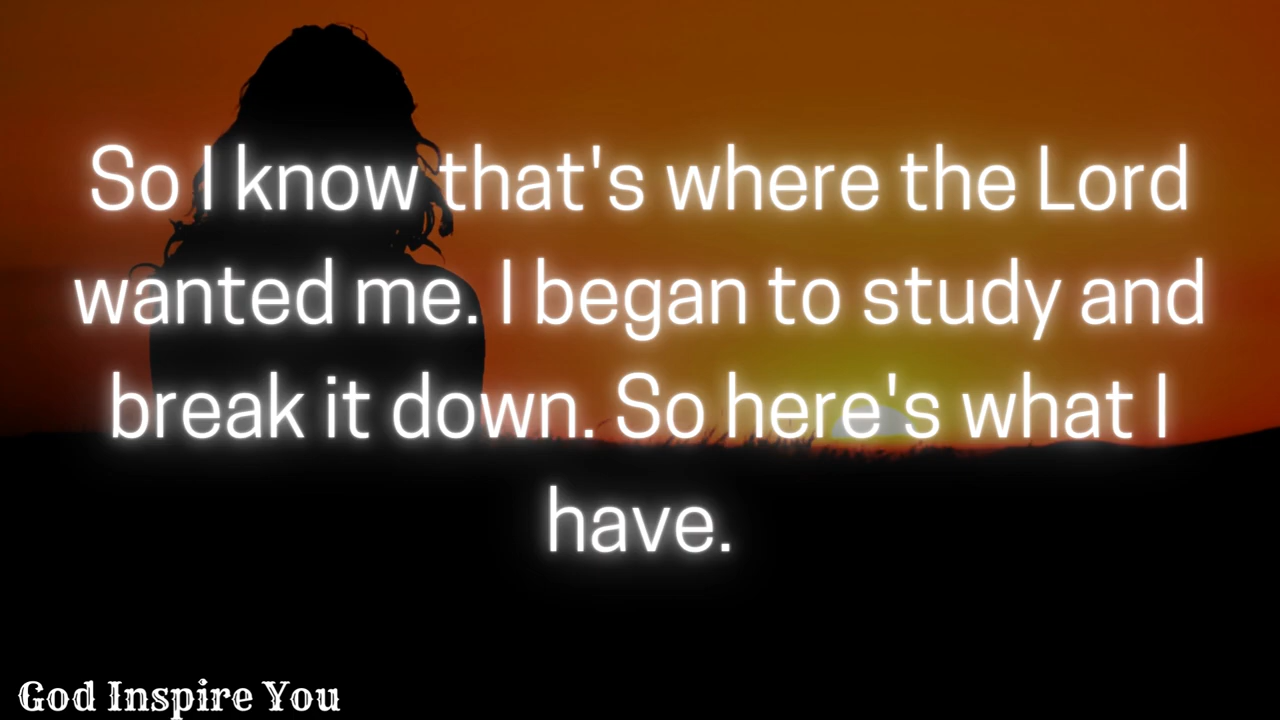 So I know that's where the Lord
wanted me. I began to study and
break it down. So here's what I
have.
God Inspire You